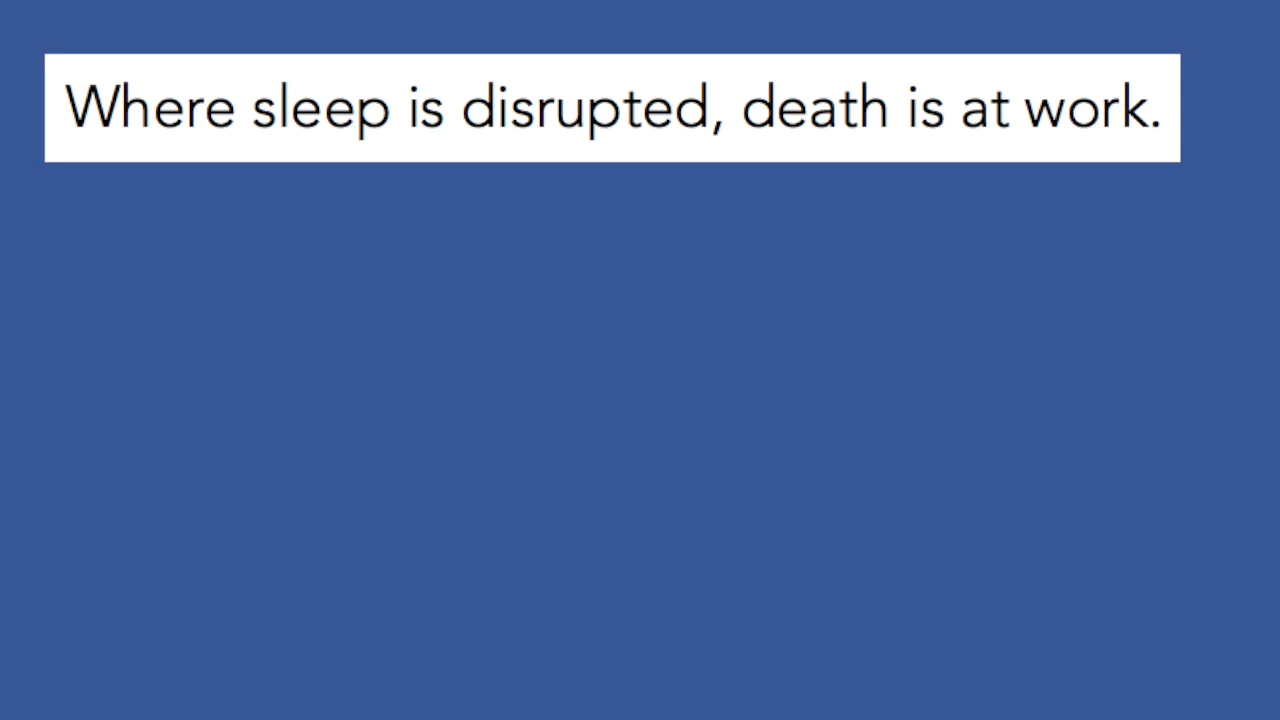 Where sleep is disrupted, death is at work.